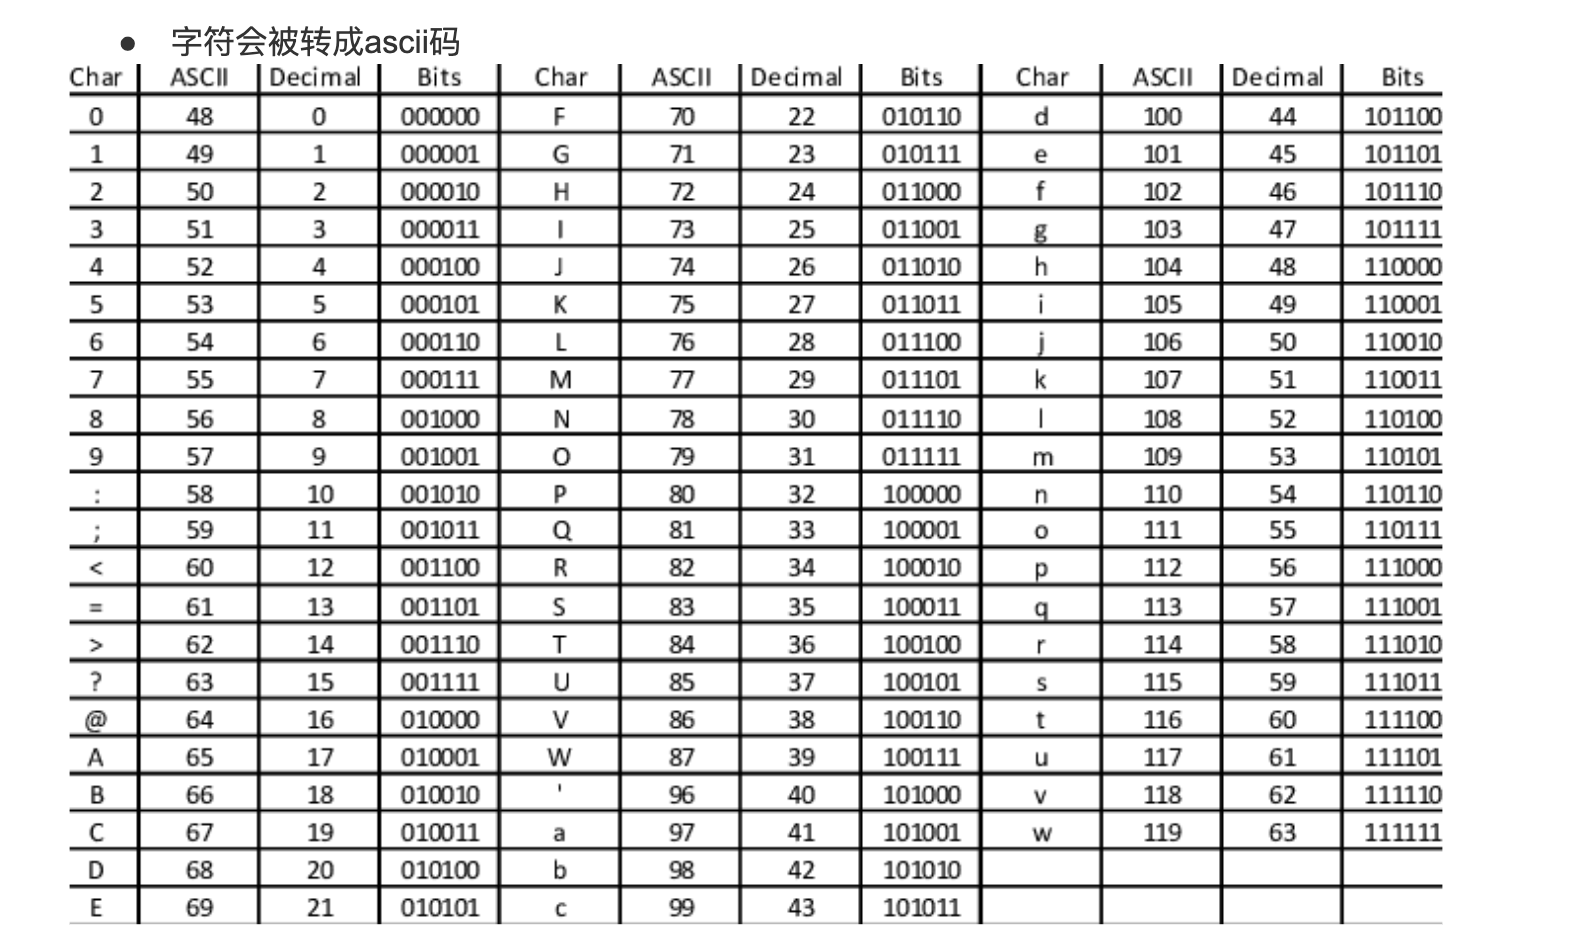 ● 字符会被转成ascii码
Char ASCII Decimal Bits Char ASCII Decimal Bits Char ASCII Decimal Bits
0 48 0 000000 F 70 22 010110 d 100 44 101100
1 49 1 000001 G 71 23 010111 e 101 45 101101
2 50 2 000010 H 72 24 011000 f 102 46 101110
3 51 3 000011 I 73 25 011001 g 103 47 101111
4 52 4 000100 J 74 26 011010 h 104 48 110000
5 53 5 000101 K 75 27 011011 i 105 49 110001
6 54 6 000110 L 76 28 011100 j 106 50 110010
7 55 7 000111 M 77 29 011101 k 107 51 110011
8 56 8 001000 N 78 30 011110 l 108 52 110100
9 57 9 001001 O 79 31 011111 m 109 53 110101
: 58 10 001010 P 80 32 100000 n 110 54 110110
; 59 11 001011 Q 81 33 100001 o 111 55 110111
< 60 12 001100 R 82 34 100010 p 112 56 111000
= 61 13 001101 S 83 35 100011 q 113 57 111001
> 62 14 001110 T 84 36 100100 r 114 58 111010
? 63 15 001111 U 85 37 100101 s 115 59 111011
@ 64 16 010000 V 86 38 100110 t 116 60 111100
A 65 17 010001 W 87 39 100111 u 117 61 111101
B 66 18 010010 ' 96 40 101000 v 118 62 111110
C 67 19 010011 a 97 41 101001 w 119 63 111111
D 68 20 010100 b 98 42 101010
E 69 21 010101 c 99 43 101011